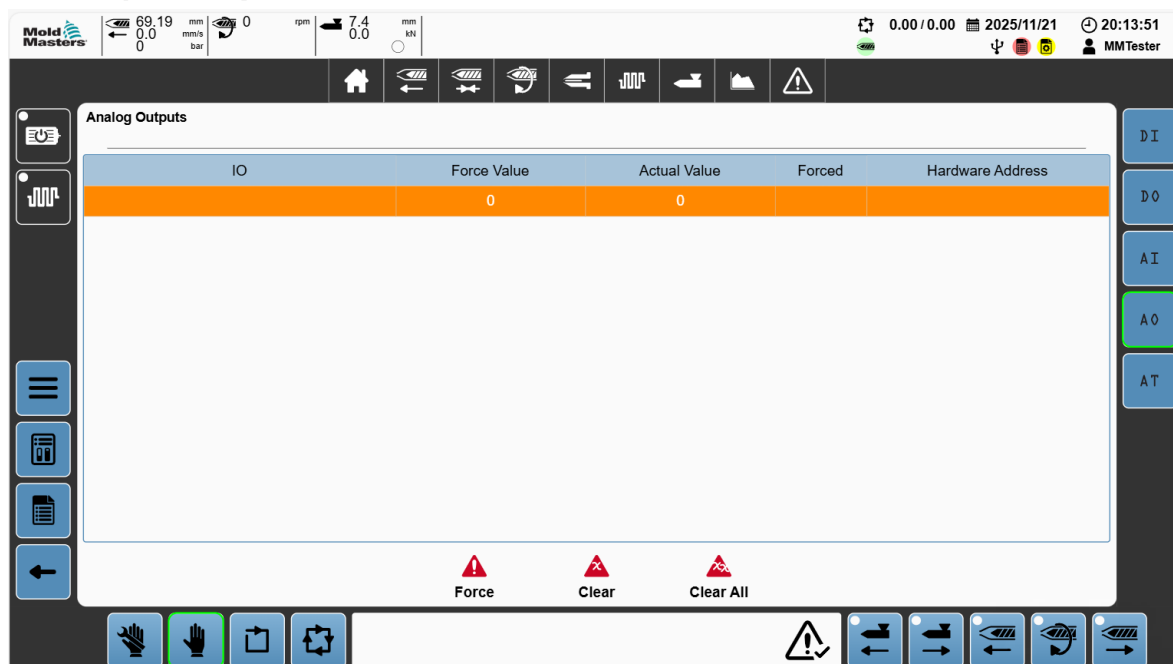 Mold
Masters
69.19 mm
0.0 mm/s
0 bar
0 rpm
7.4 mm
0.0 kN
0.00 / 0.00
2025/11/21
20:13:51
MMTester
Analog Outputs
IO Force Value Actual Value Forced Hardware Address
0 0
DI
DO
AI
AO
AT
Force Clear Clear All